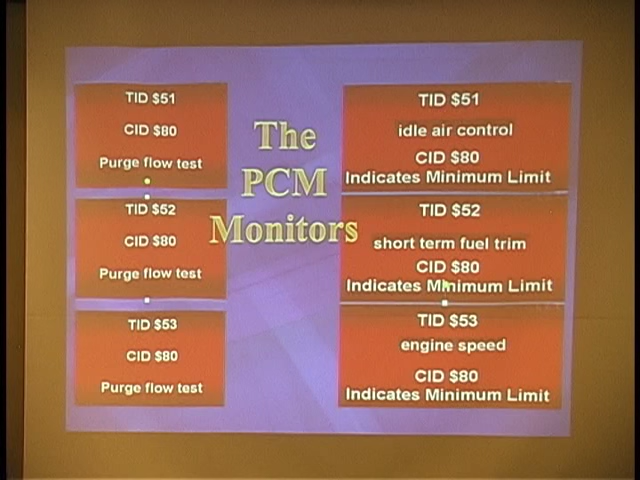 TID $51
CID $80
Purge flow test
TID $52
CID $80
Purge flow test
TID $53
CID $80
Purge flow test
The
PCM
Monitors
TID $51
idle air control
CID $80
Indicates Minimum Limit
TID $52
short term fuel trim
CID $80
Indicates Minimum Limit
TID $53
engine speed
CID $80
Indicates Minimum Limit